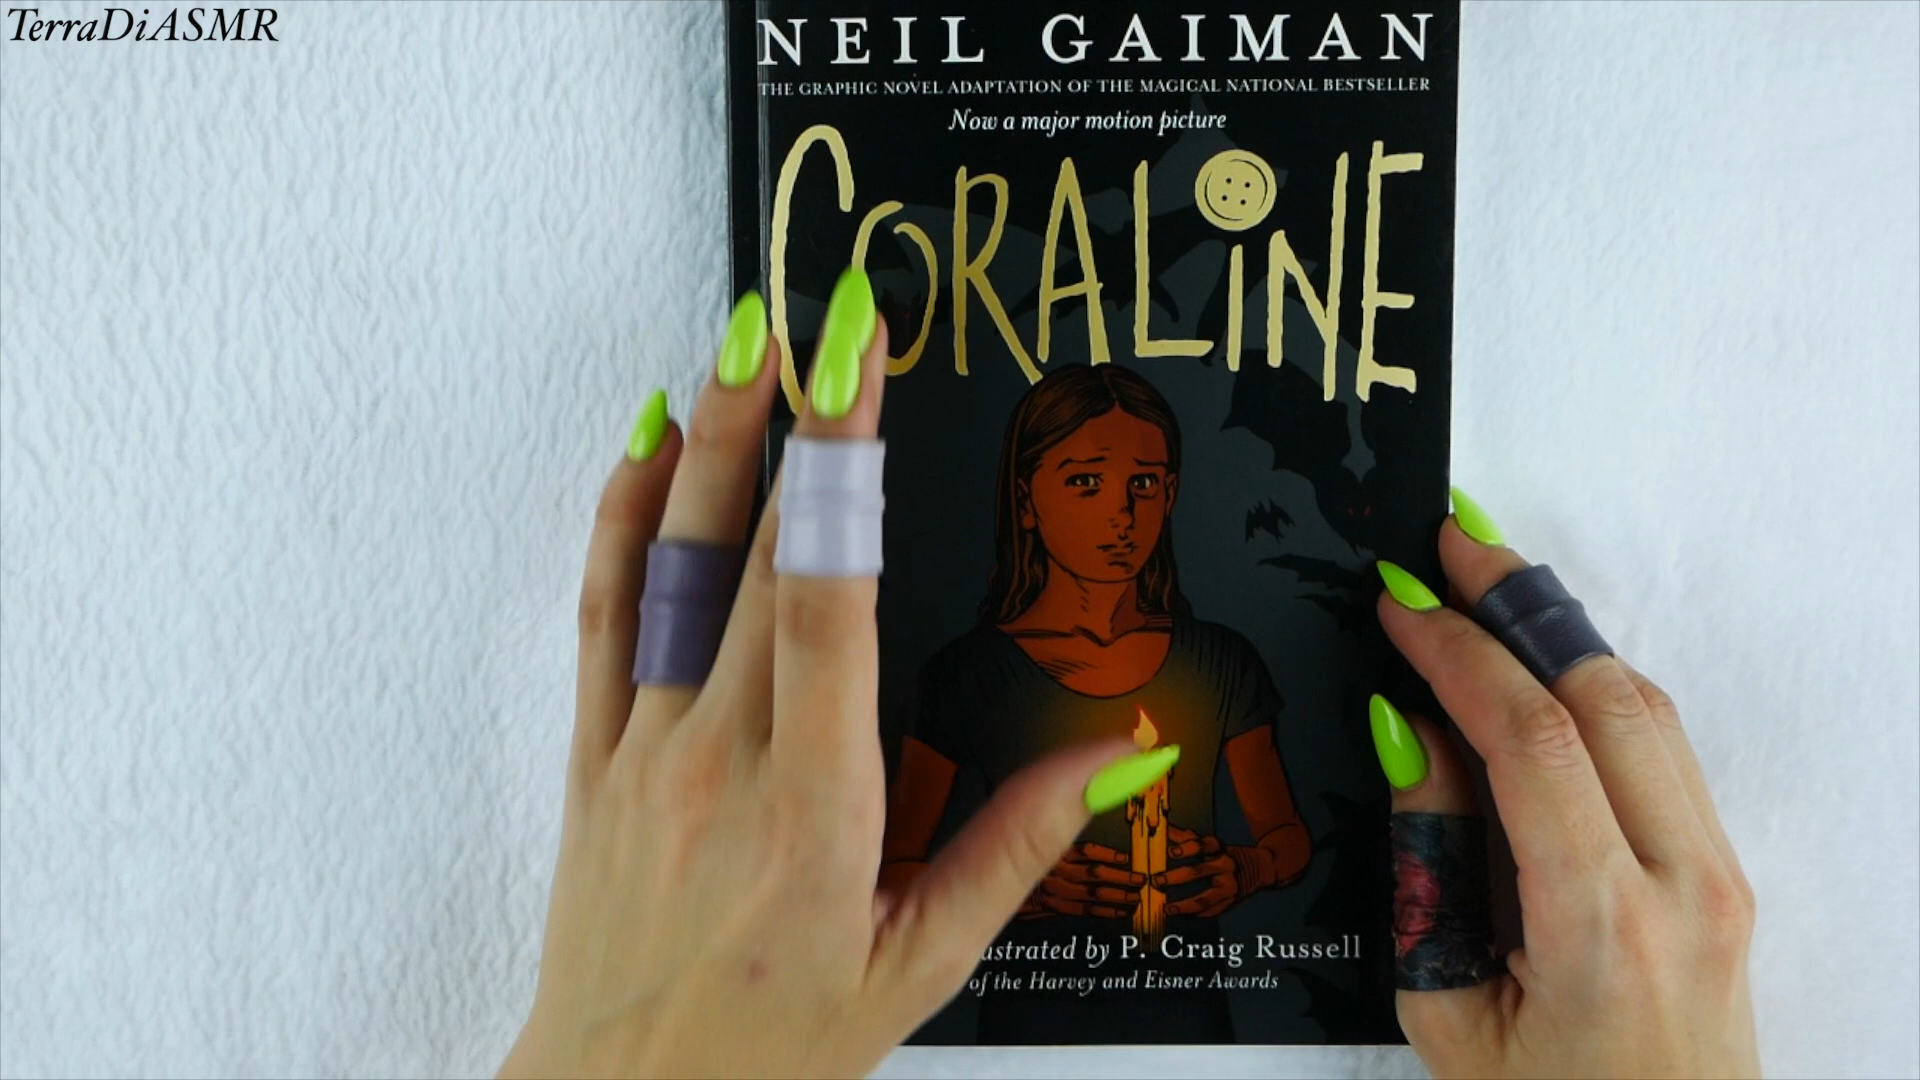 TerraDiASMR
NEIL GAIMAN
THE GRAPHIC NOVEL ADAPTATION OF THE MAGICAL NATIONAL BESTSELLER
Now a major motion picture
CORALiNE
by P. Craig Russell
of the Harvey and Eisner Awards